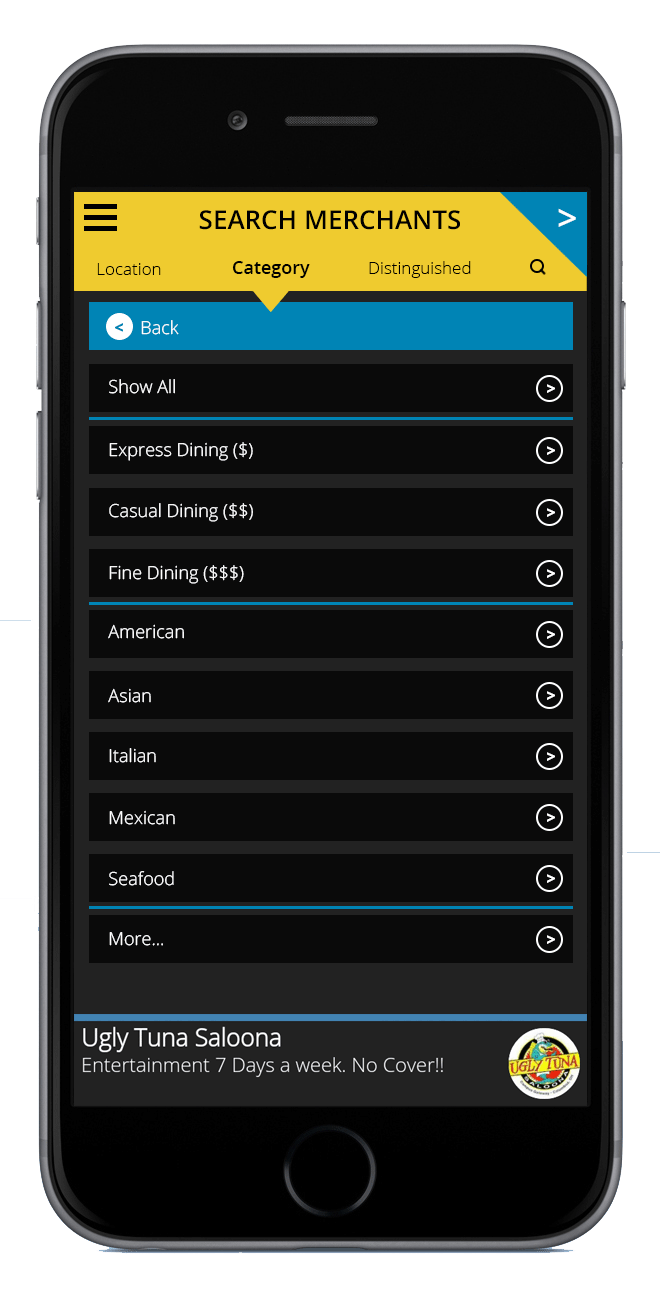 SEARCH MERCHANTS >
Location Category Distinguished
< Back
Show All >
Express Dining ($) >
Casual Dining ($$) >
Fine Dining ($$$) >
American >
Asian >
Italian >
Mexican >
Seafood >
More... >
Ugly Tuna Saloona
Entertainment 7 Days a week. No Cover!!
UGLY TUNA
SALOONA